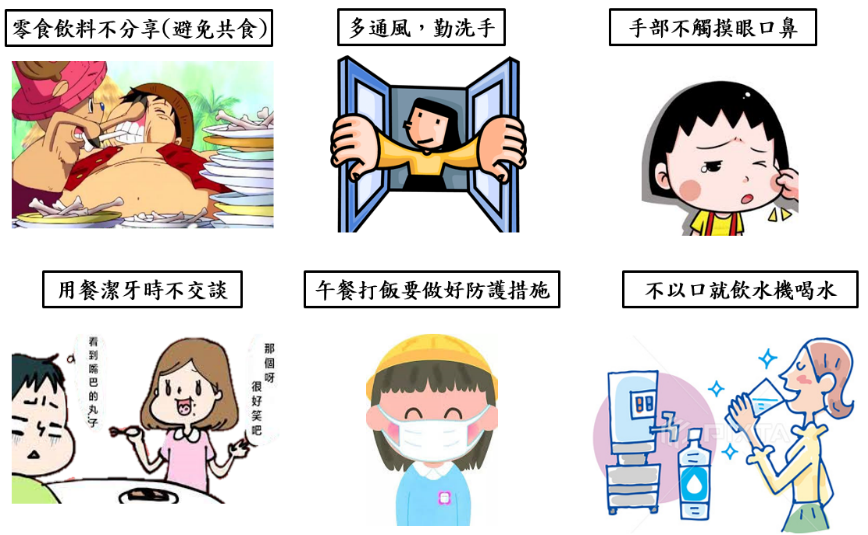 零食飲料不分享(避免共食)
多通風，勤洗手
手部不觸摸眼口鼻
用餐潔牙時不交談
午餐打飯要做好防護措施
不以口就飲水機喝水
看到嘴巴的丸子
那個呀
很好笑吧